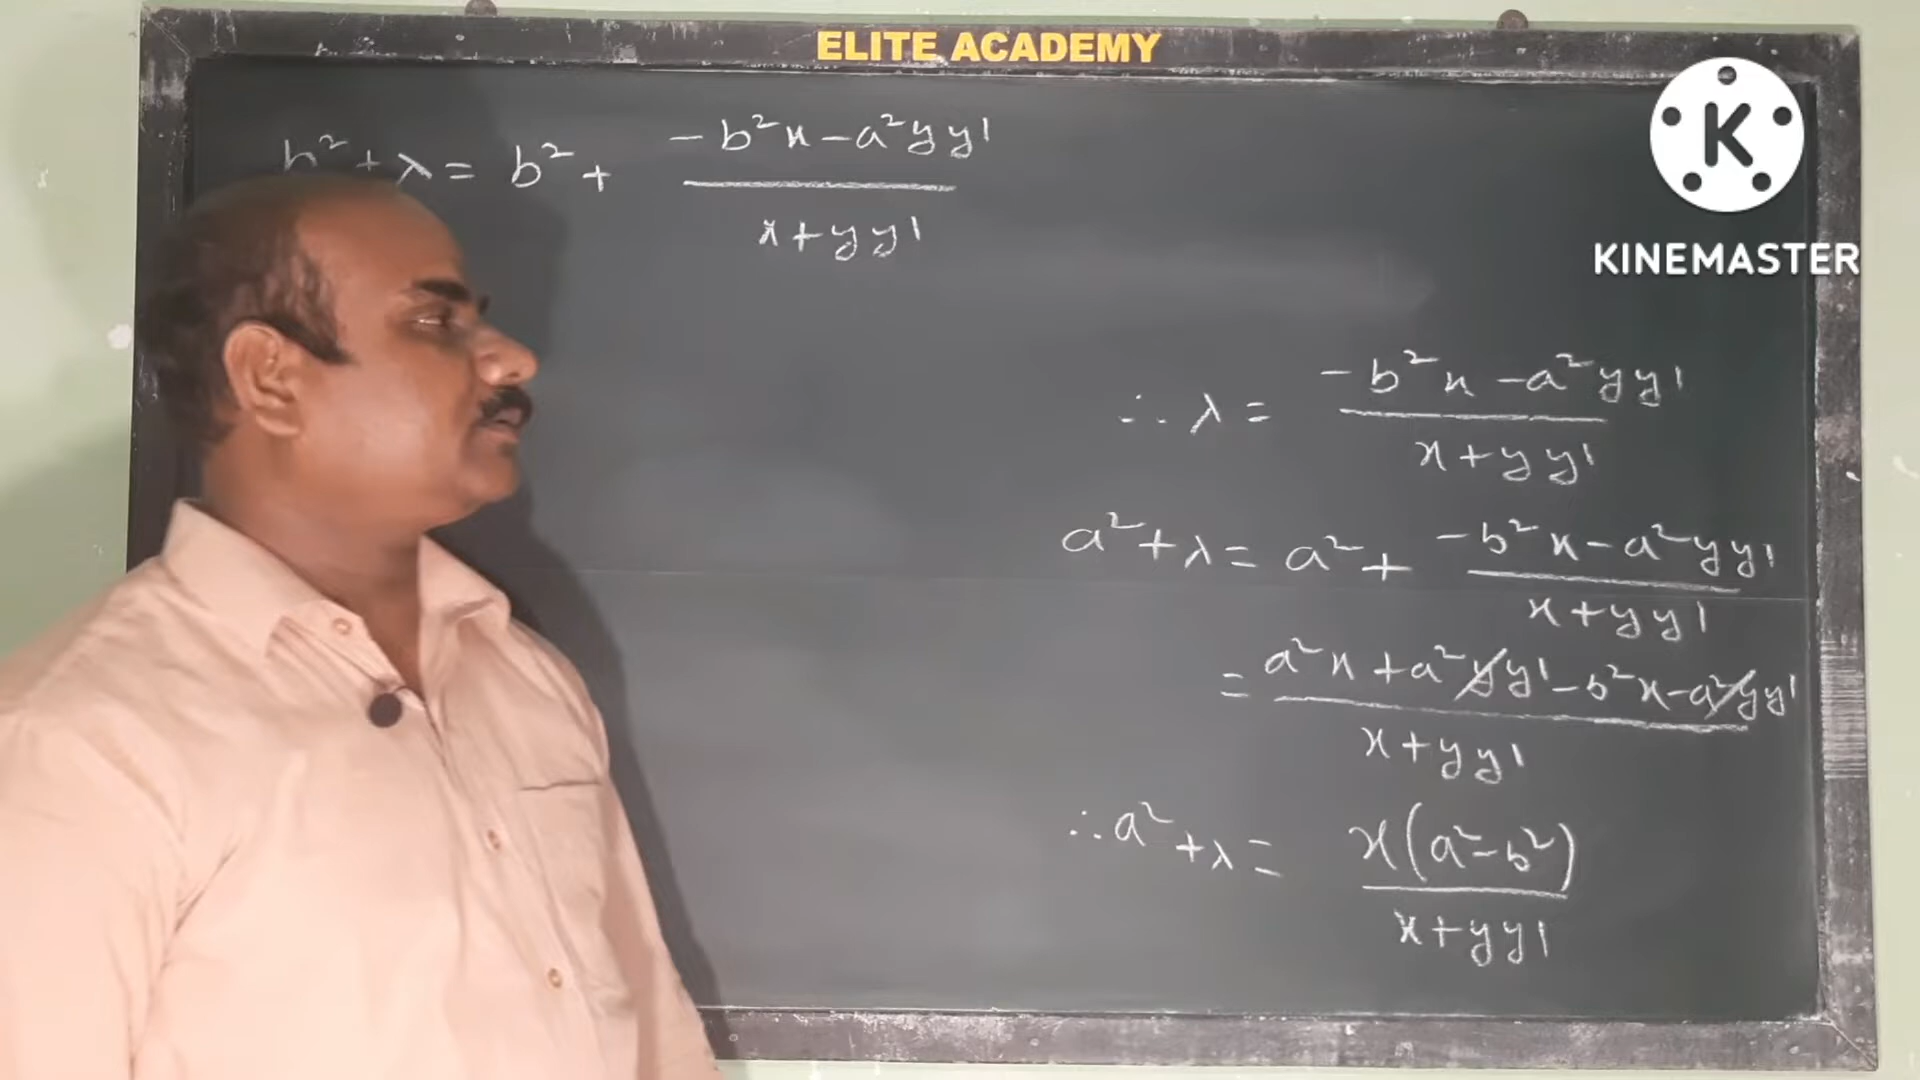 ELITE ACADEMY
K
KINEMASTER
b² + λ = b² + (-b²x - a²yy')/(x + yy')
∴ λ = (-b²x - a²yy')/(x + yy')
a² + λ = a² + (-b²x - a²yy')/(x + yy')
= (a²x + a²yy' - b²x - a²yy')/(x + yy')
∴ a² + λ = x(a² - b²)/(x + yy')